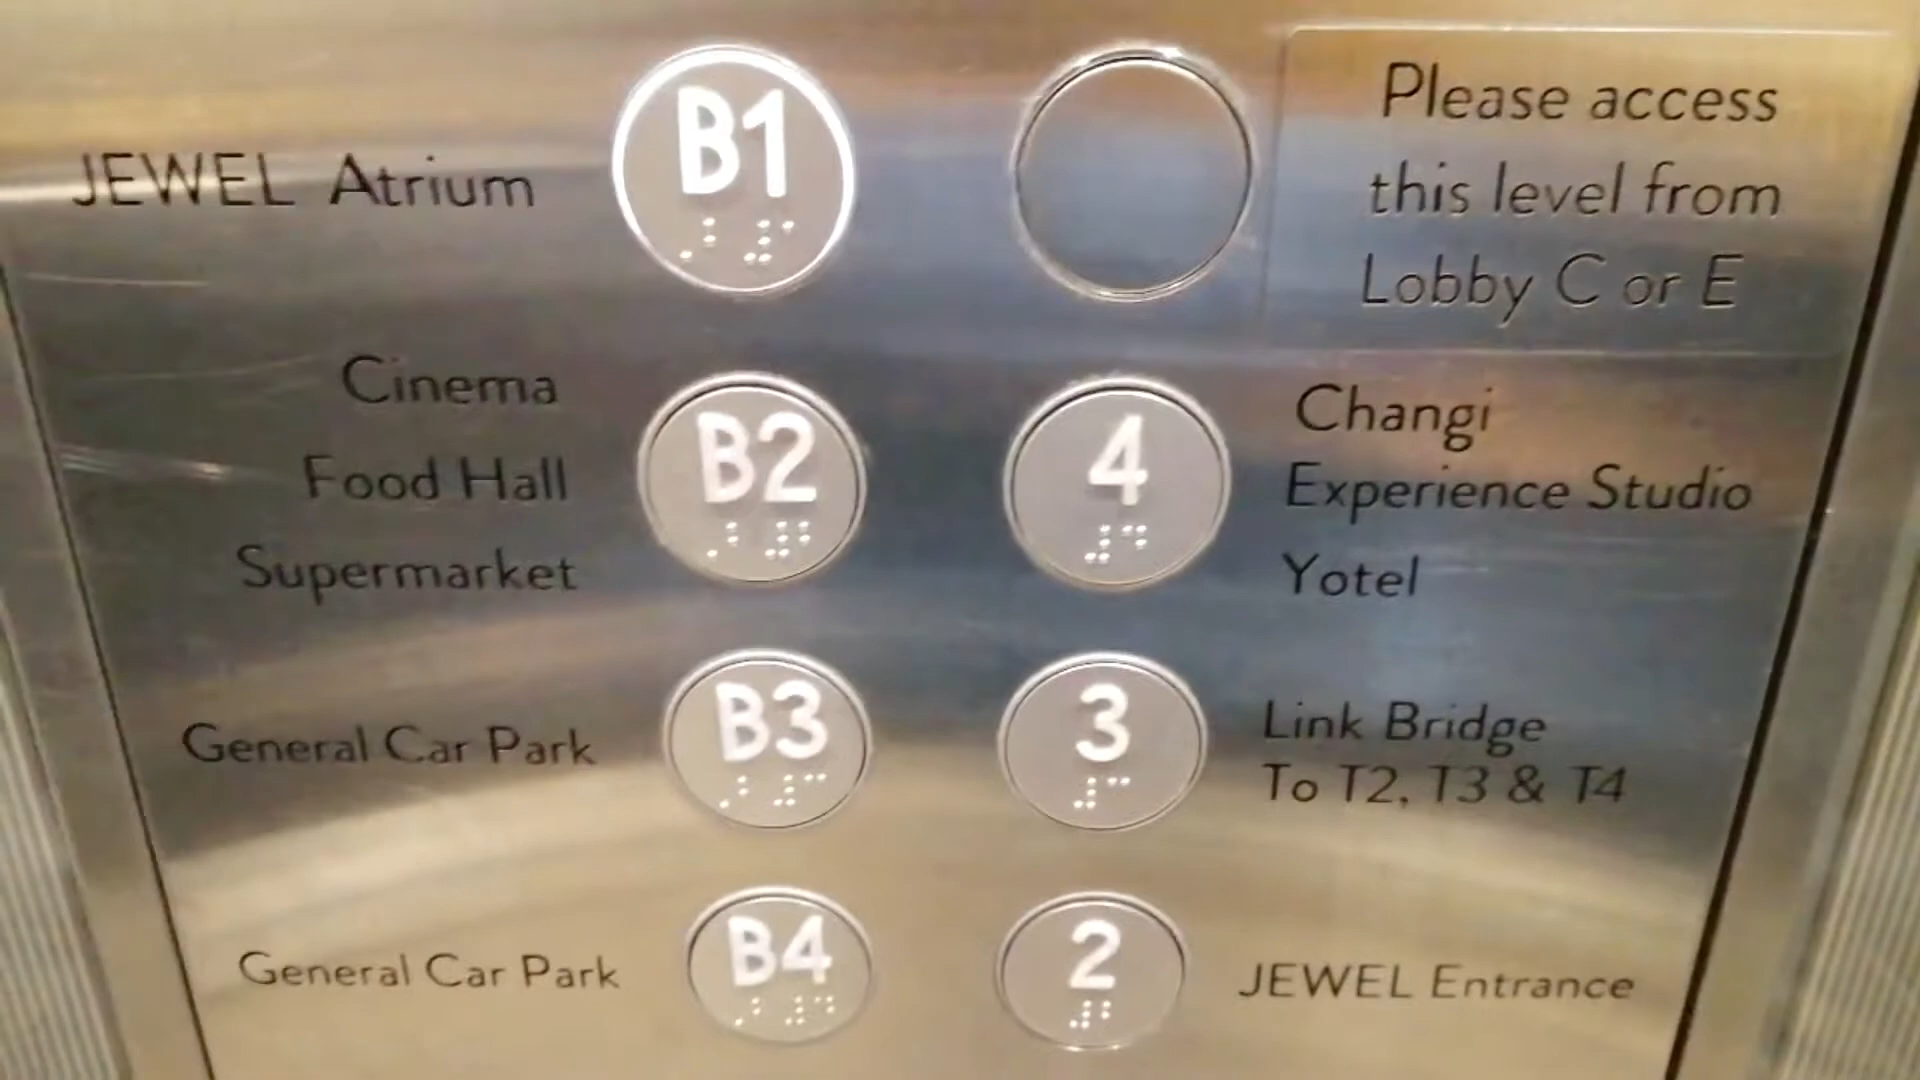 JEWEL Atrium
B1
Please access
this level from
Lobby C or E
Cinema
Food Hall
Supermarket
B2
4
Changi
Experience Studio
Yotel
General Car Park
B3
3
Link Bridge
To T2, T3 & T4
General Car Park
B4
2
JEWEL Entrance